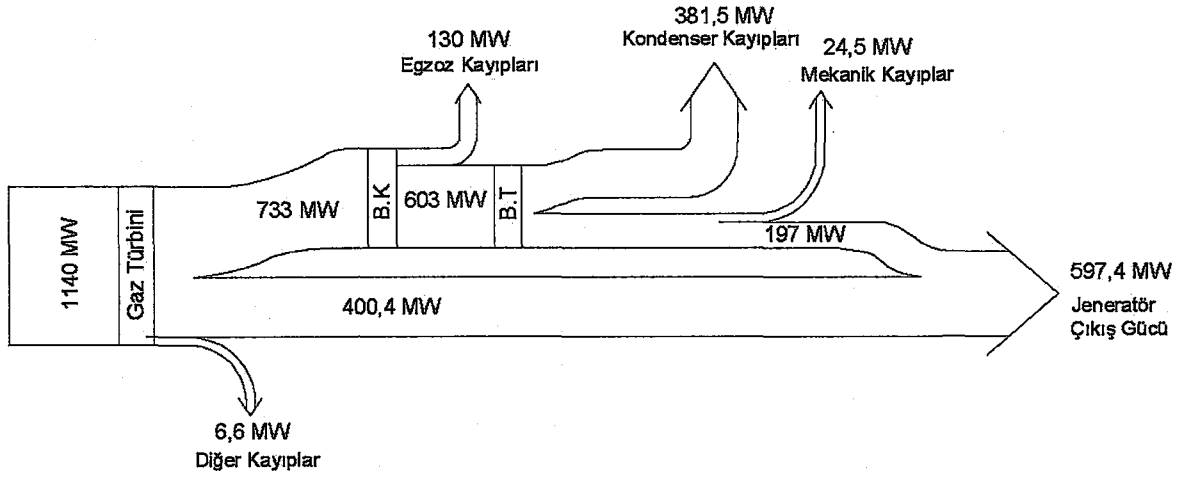 381,5 MW
Kondenser Kayıpları
130 MW
Egzoz Kayıpları
24,5 MW
Mekanik Kayıplar
1140 MW
Gaz Türbini
733 MW
B.K
603 MW
B.T
197 MW
400,4 MW
597,4 MW
Jeneratör
Çıkış Gücü
6,6 MW
Diğer Kayıplar